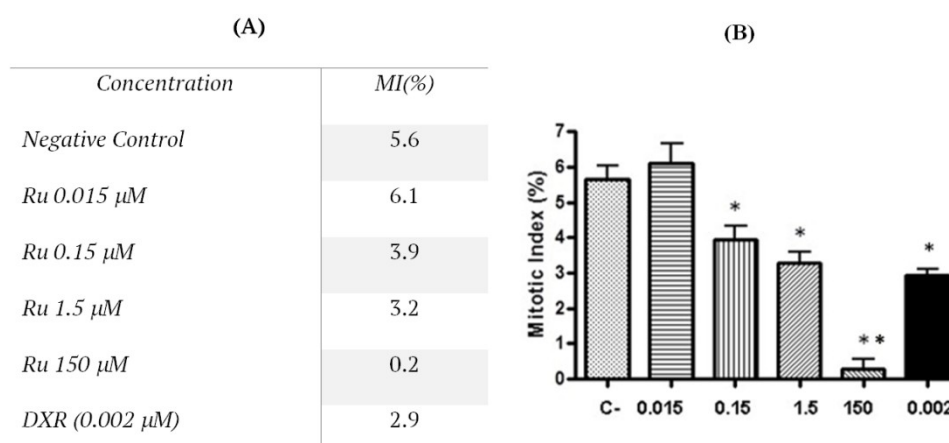 (A)
Concentration MI(%)
Negative Control 5.6
Ru 0.015 μM 6.1
Ru 0.15 μM 3.9
Ru 1.5 μM 3.2
Ru 150 μM 0.2
DXR (0.002 μM) 2.9
(B)
Mitotic Index (%)
7
6
5
4
3
2
1
0
* * ** *
C- 0.015 0.15 1.5 150 0.002